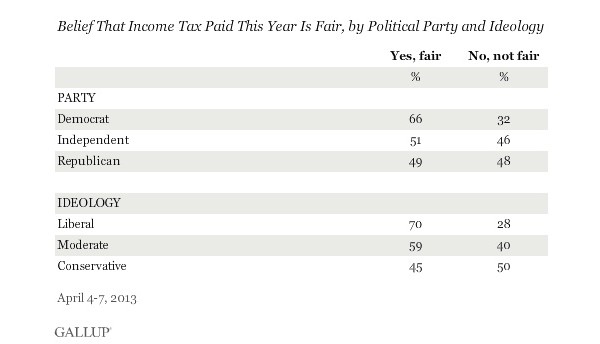 Belief That Income Tax Paid This Year Is Fair, by Political Party and Ideology
Yes, fair No, not fair
% %
PARTY
Democrat 66 32
Independent 51 46
Republican 49 48
IDEOLOGY
Liberal 70 28
Moderate 59 40
Conservative 45 50
April 4-7, 2013
GALLUP®